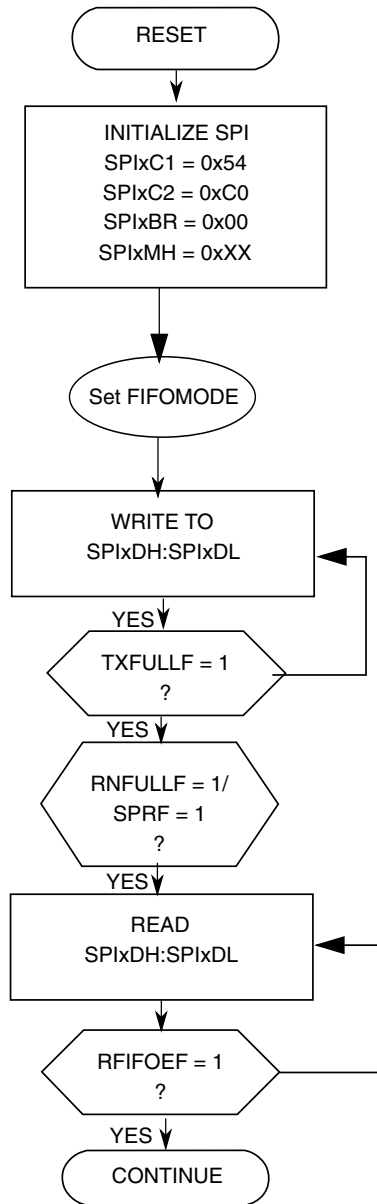 RESET
INITIALIZE SPI
SPIxC1 = 0x54
SPIxC2 = 0xC0
SPIxBR = 0x00
SPIxMH = 0xXX
Set FIFOMODE
WRITE TO
SPIxDH:SPIxDL
YES
TXFULLF = 1
?
YES
RNFULLF = 1/
SPRF = 1
?
YES
READ
SPIxDH:SPIxDL
RFIFOEF = 1
?
YES
CONTINUE